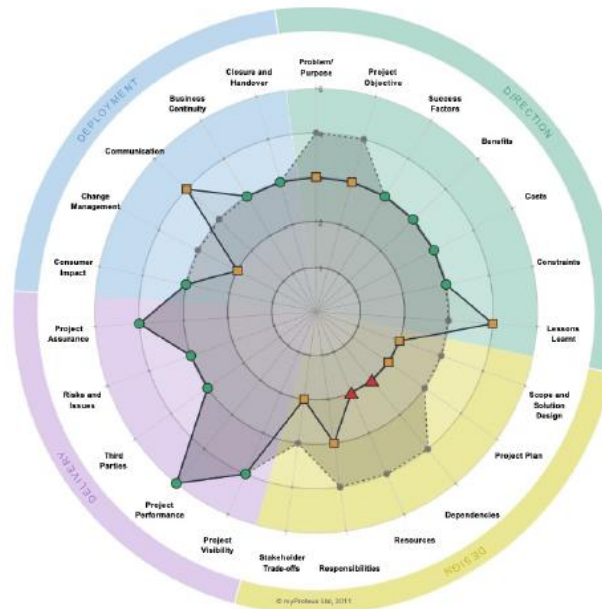 DEPLOYMENT
DIRECTION
DELIVERY
DESIGN
Problem/
Purpose
Project
Objective
Success
Factors
Benefits
Costs
Constraints
Lessons
Learnt
Scope and
Solution
Design
Project Plan
Dependencies
Resources
Responsibilities
Stakeholder
Trade-offs
Project
Visibility
Project
Performance
Third
Parties
Risks and
Issues
Project
Assurance
Consumer
Impact
Change
Management
Communication
Business
Continuity
Closure and
Handover
2
1
© myProteus Ltd, 2011